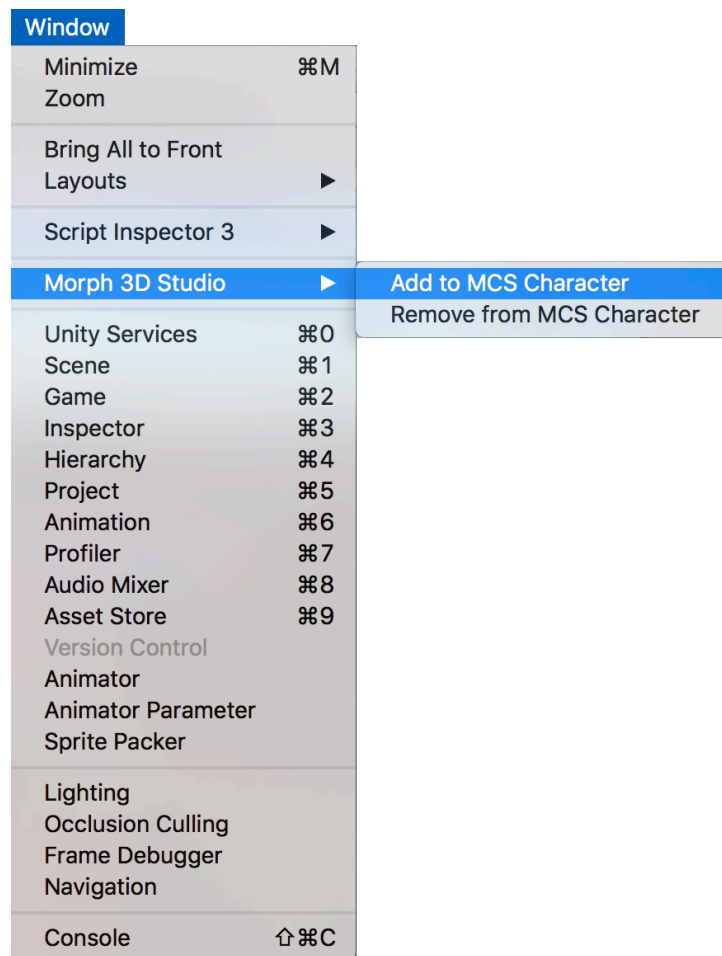 Window
Minimize ⌘M
Zoom
Bring All to Front
Layouts ▶
Script Inspector 3 ▶
Morph 3D Studio ▶ Add to MCS Character
Remove from MCS Character
Unity Services ⌘0
Scene ⌘1
Game ⌘2
Inspector ⌘3
Hierarchy ⌘4
Project ⌘5
Animation ⌘6
Profiler ⌘7
Audio Mixer ⌘8
Asset Store ⌘9
Version Control
Animator
Animator Parameter
Sprite Packer
Lighting
Occlusion Culling
Frame Debugger
Navigation
Console ⇧⌘C